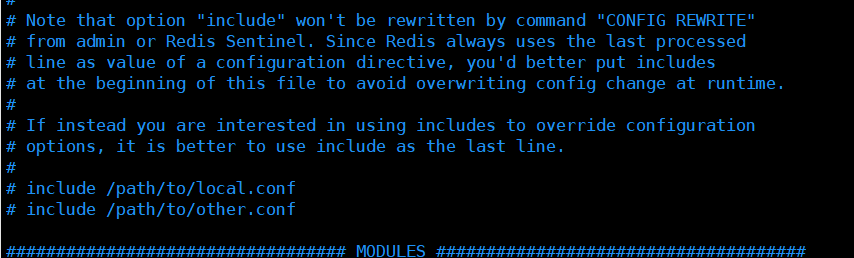 #
# Note that option "include" won't be rewritten by command "CONFIG REWRITE"
# from admin or Redis Sentinel. Since Redis always uses the last processed
# line as value of a configuration directive, you'd better put includes
# at the beginning of this file to avoid overwriting config change at runtime.
#
# If instead you are interested in using includes to override configuration
# options, it is better to use include as the last line.
#
# include /path/to/local.conf
# include /path/to/other.conf
################################## MODULES #####################################